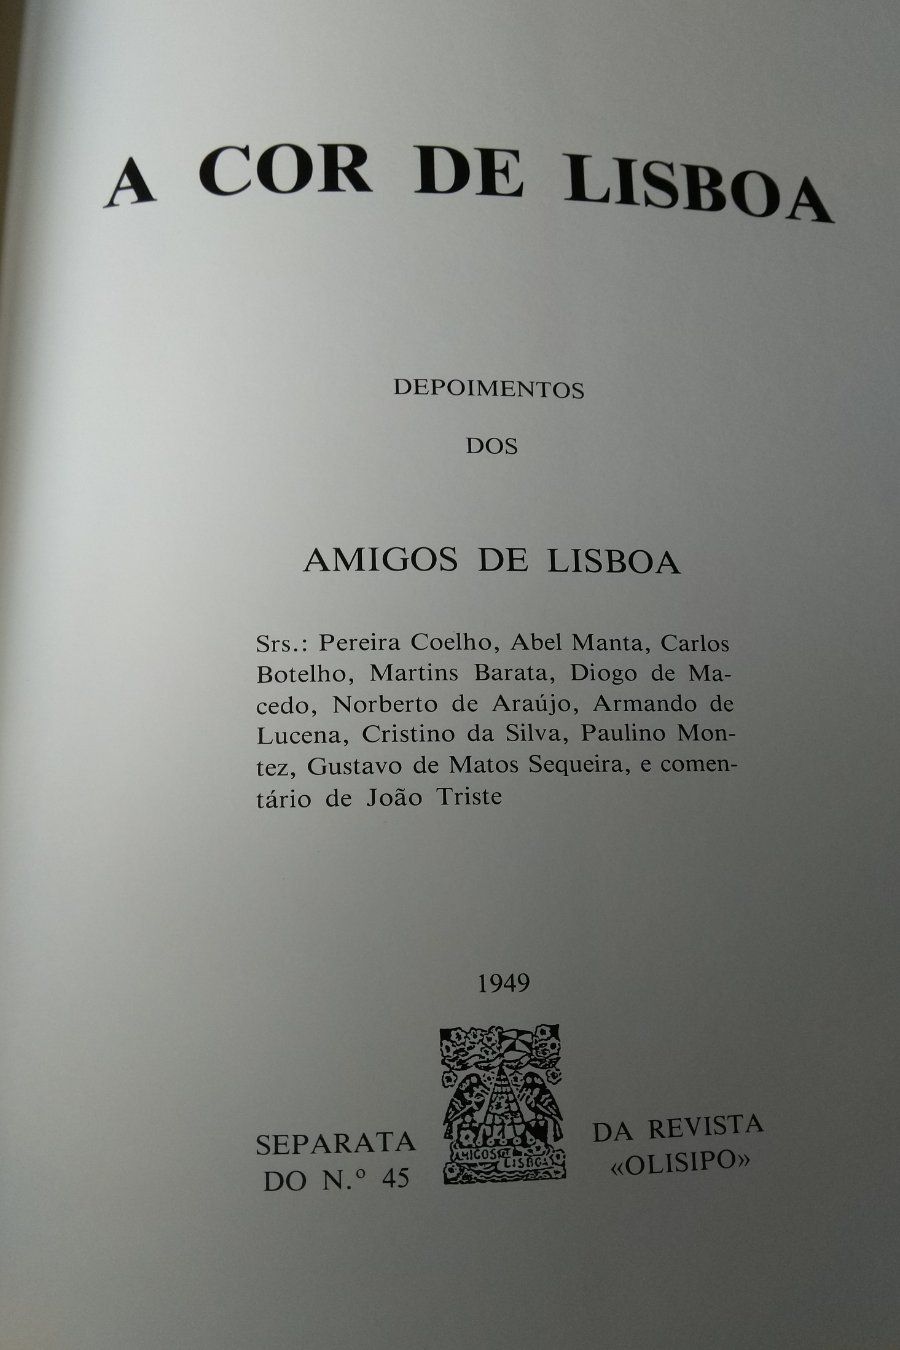 A COR DE LISBOA
DEPOIMENTOS
DOS
AMIGOS DE LISBOA
Srs.: Pereira Coelho, Abel Manta, Carlos
Botelho, Martins Barata, Diogo de Ma-
cedo, Norberto de Araújo, Armando de
Lucena, Cristino da Silva, Paulino Mon-
tez, Gustavo de Matos Sequeira, e comen-
tário de João Triste
1949
SEPARATA
DO N.º 45
AMIGOS DE LISBOA
DA REVISTA
«OLISIPO»